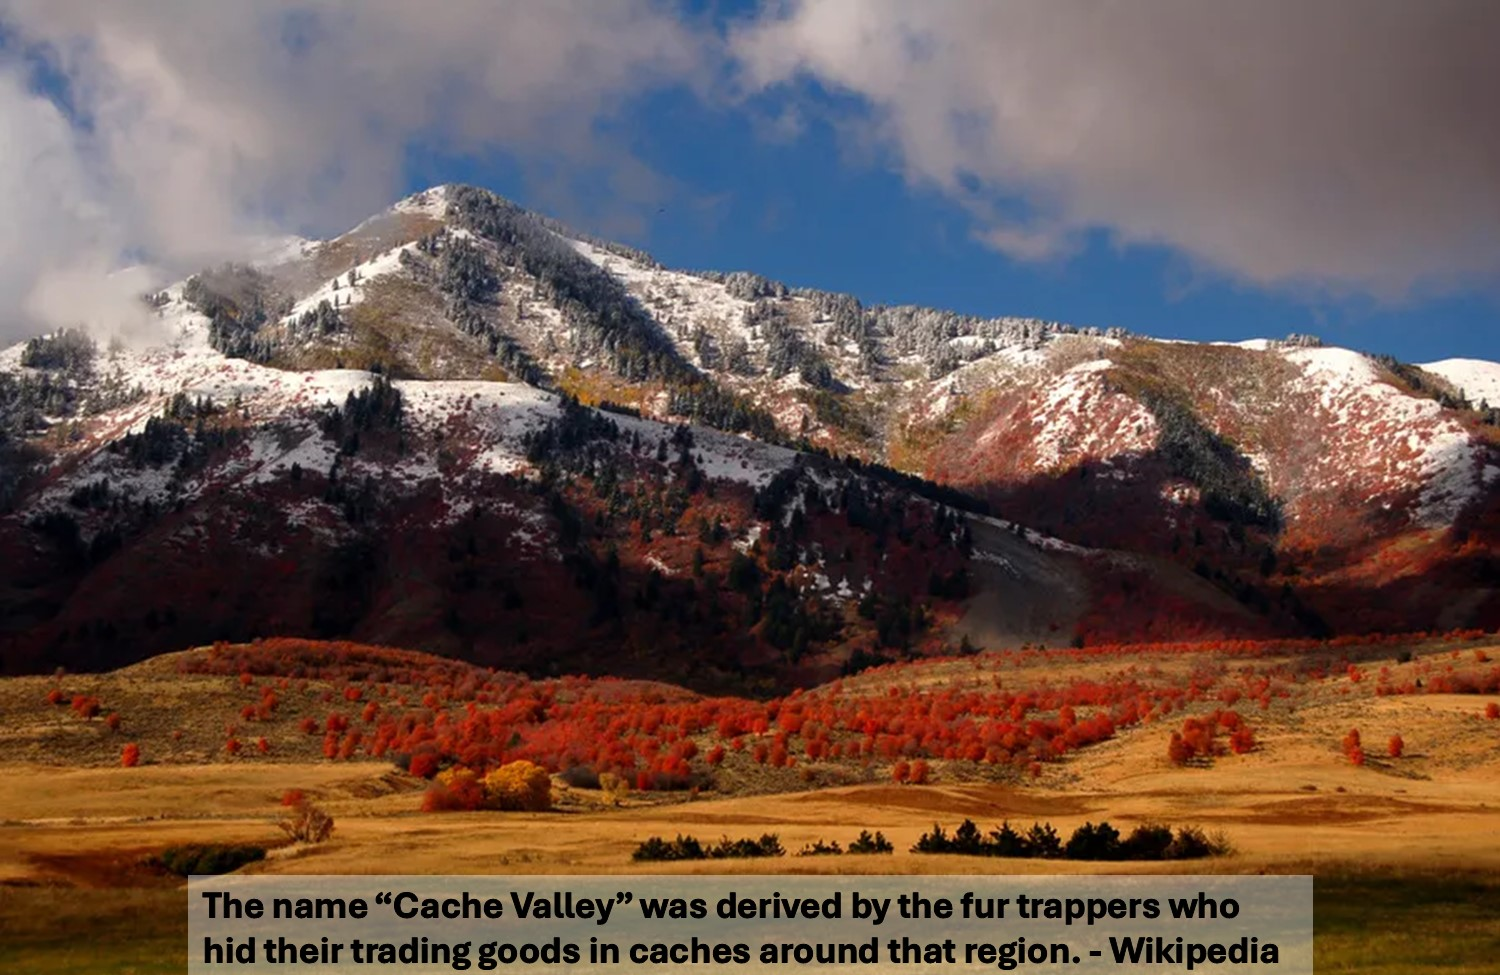 The name “Cache Valley” was derived by the fur trappers who
hid their trading goods in caches around that region. - Wikipedia